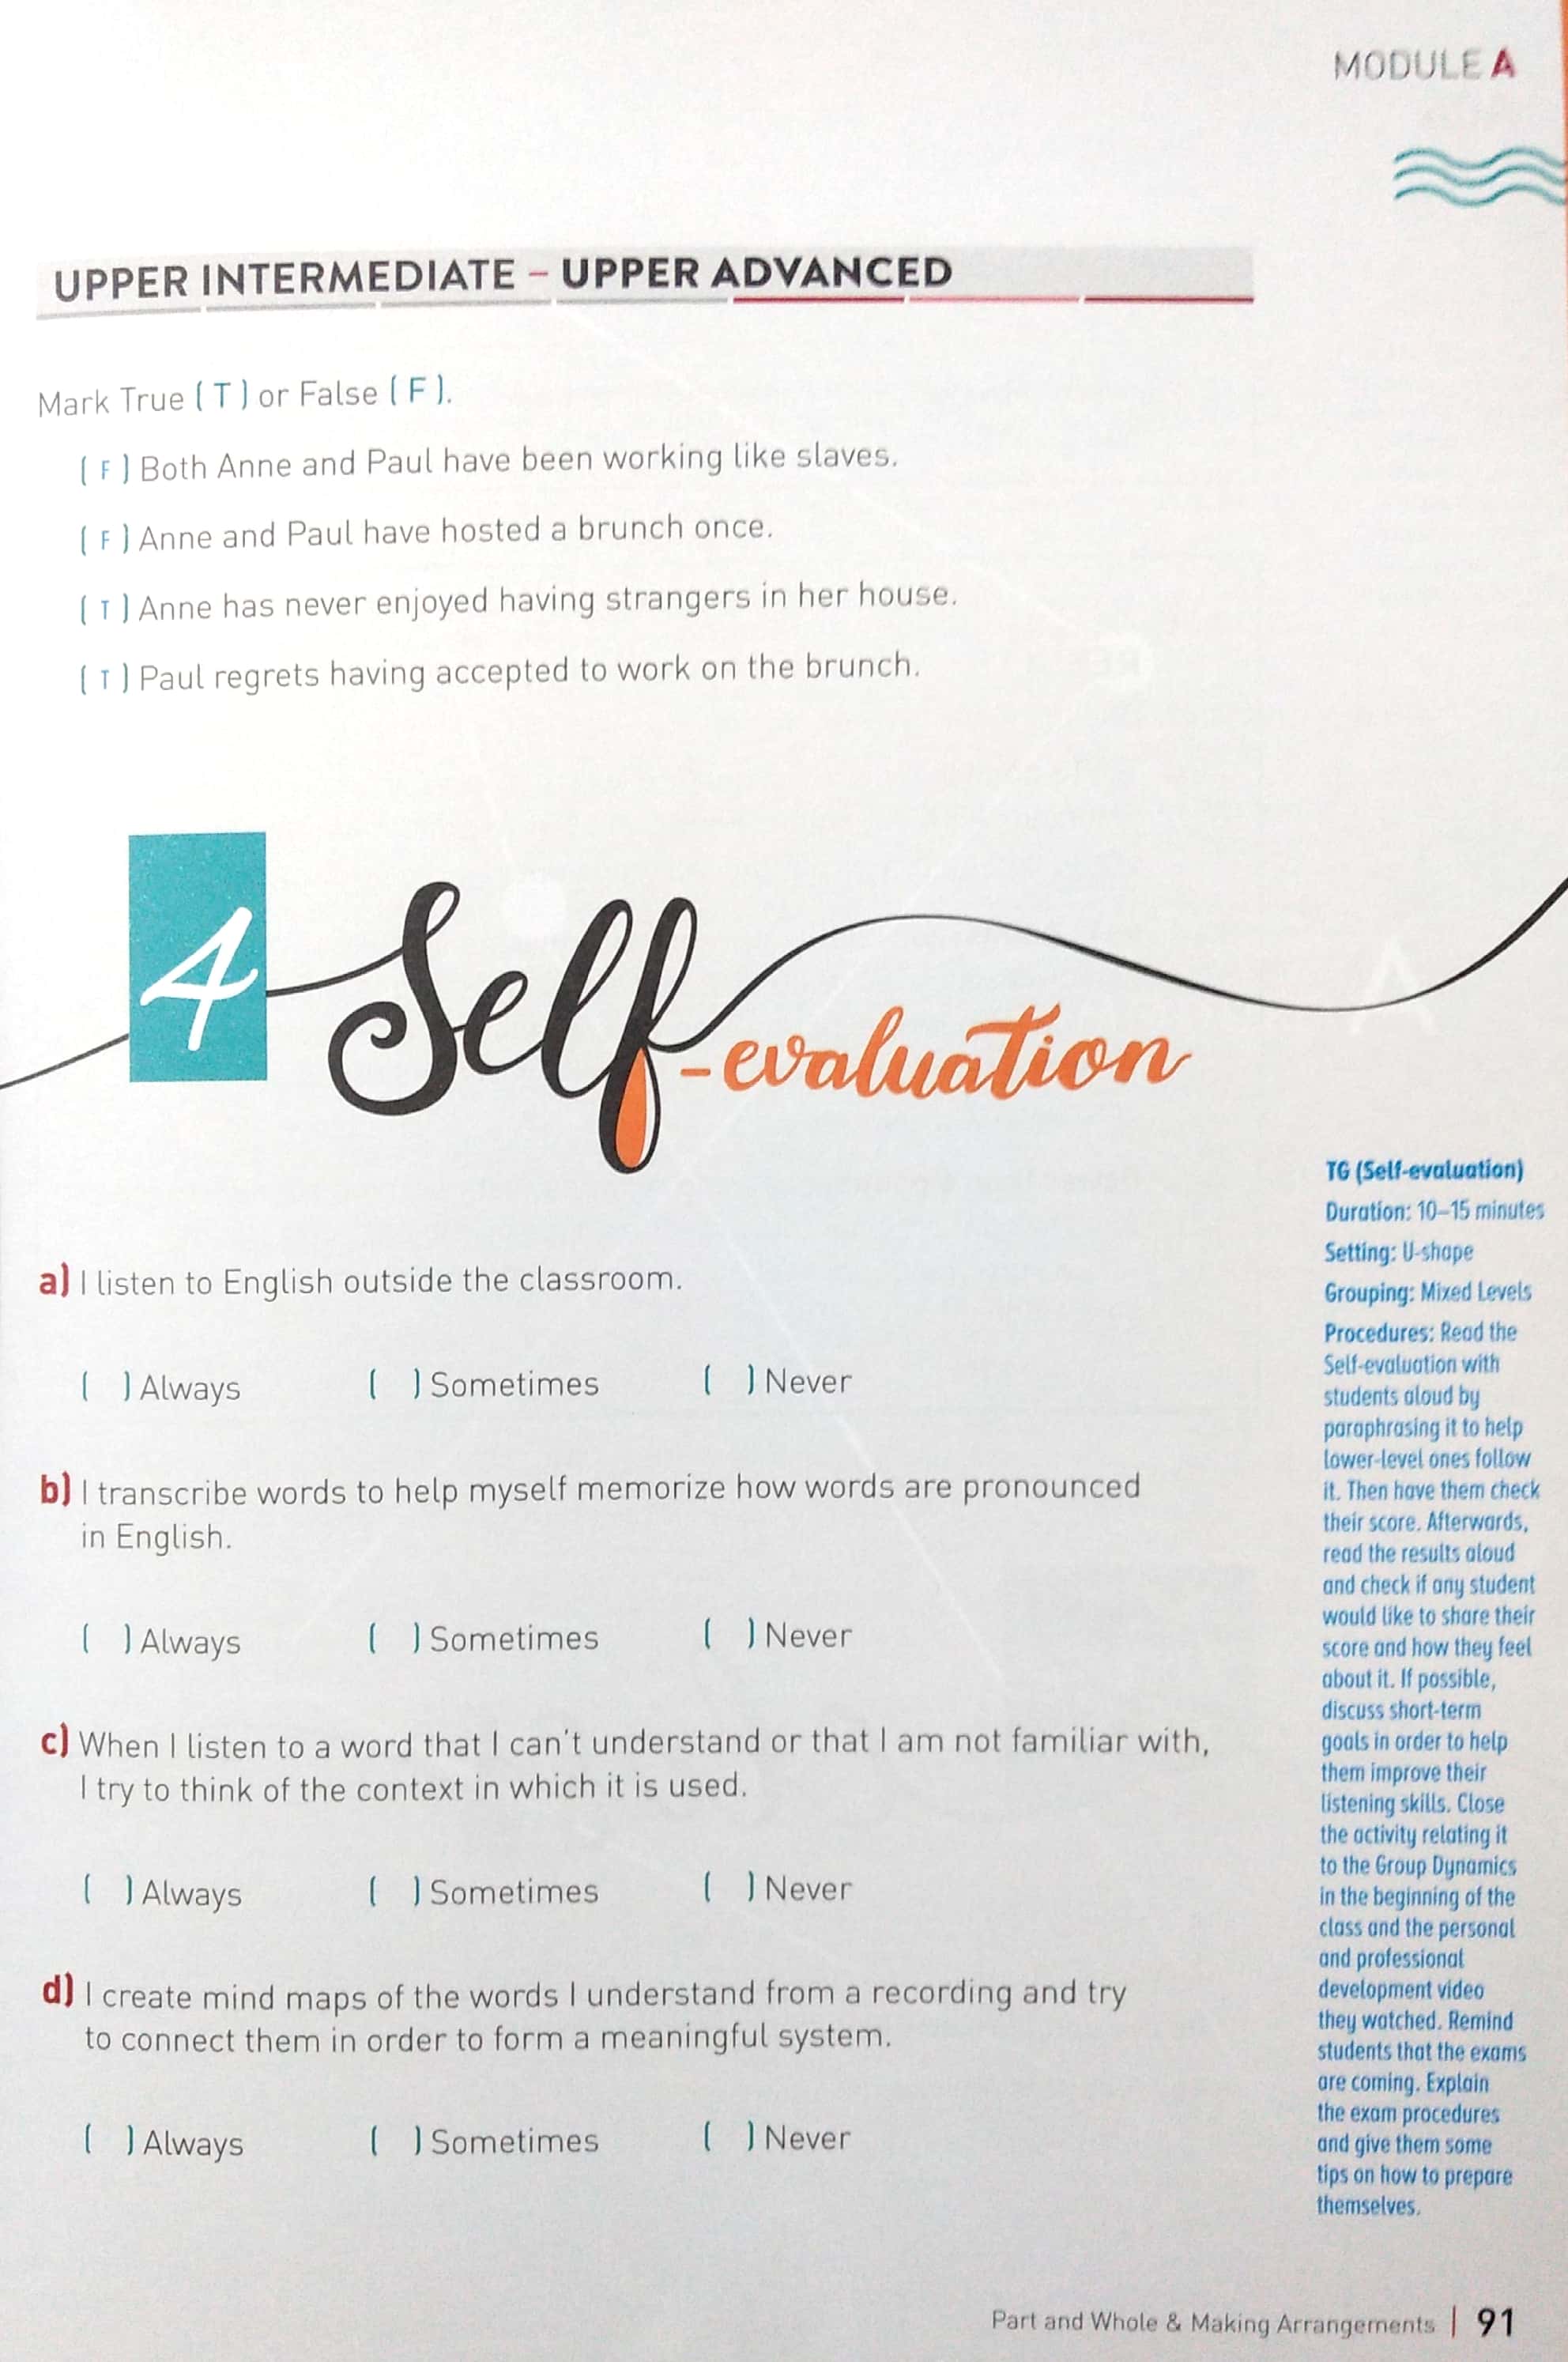 MODULE A
UPPER INTERMEDIATE – UPPER ADVANCED
Mark True ( T ) or False ( F ).
( F ) Both Anne and Paul have been working like slaves.
( F ) Anne and Paul have hosted a brunch once.
( T ) Anne has never enjoyed having strangers in her house.
( T ) Paul regrets having accepted to work on the brunch.
4 Self-evaluation
a) I listen to English outside the classroom.
( ) Always ( ) Sometimes ( ) Never
b) I transcribe words to help myself memorize how words are pronounced
in English.
( ) Always ( ) Sometimes ( ) Never
c) When I listen to a word that I can't understand or that I am not familiar with,
I try to think of the context in which it is used.
( ) Always ( ) Sometimes ( ) Never
d) I create mind maps of the words I understand from a recording and try
to connect them in order to form a meaningful system.
( ) Always ( ) Sometimes ( ) Never
TG (Self-evaluation)
Duration: 10–15 minutes
Setting: U-shape
Grouping: Mixed Levels
Procedures: Read the
Self-evaluation with
students aloud by
paraphrasing it to help
lower-level ones follow
it. Then have them check
their score. Afterwards,
read the results aloud
and check if any student
would like to share their
score and how they feel
about it. If possible,
discuss short-term
goals in order to help
them improve their
listening skills. Close
the activity relating it
to the Group Dynamics
in the beginning of the
class and the personal
and professional
development video
they watched. Remind
students that the exams
are coming. Explain
the exam procedures
and give them some
tips on how to prepare
themselves.
Part and Whole & Making Arrangements | 91